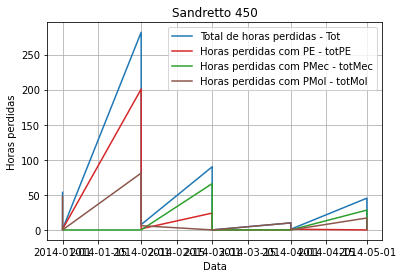 Sandretto 450
Total de horas perdidas - Tot
Horas perdidas com PE - totPE
Horas perdidas com PMec - totMec
Horas perdidas com PMol - totMol
Horas perdidas
250
200
150
100
50
0
2014-01-01 2014-01-15 2014-02-01 2014-02-15 2014-03-01 2014-03-15 2014-04-01 2014-04-15 2014-05-01
Data